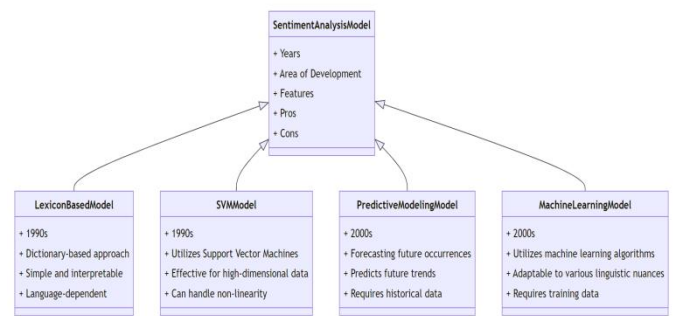 SentimentAnalysisModel
+ Years
+ Area of Development
+ Features
+ Pros
+ Cons
LexiconBasedModel
+ 1990s
+ Dictionary-based approach
+ Simple and interpretable
+ Language-dependent
SVMModel
+ 1990s
+ Utilizes Support Vector Machines
+ Effective for high-dimensional data
+ Can handle non-linearity
PredictiveModelingModel
+ 2000s
+ Forecasting future occurrences
+ Predicts future trends
+ Requires historical data
MachineLearningModel
+ 2000s
+ Utilizes machine learning algorithms
+ Adaptable to various linguistic nuances
+ Requires training data